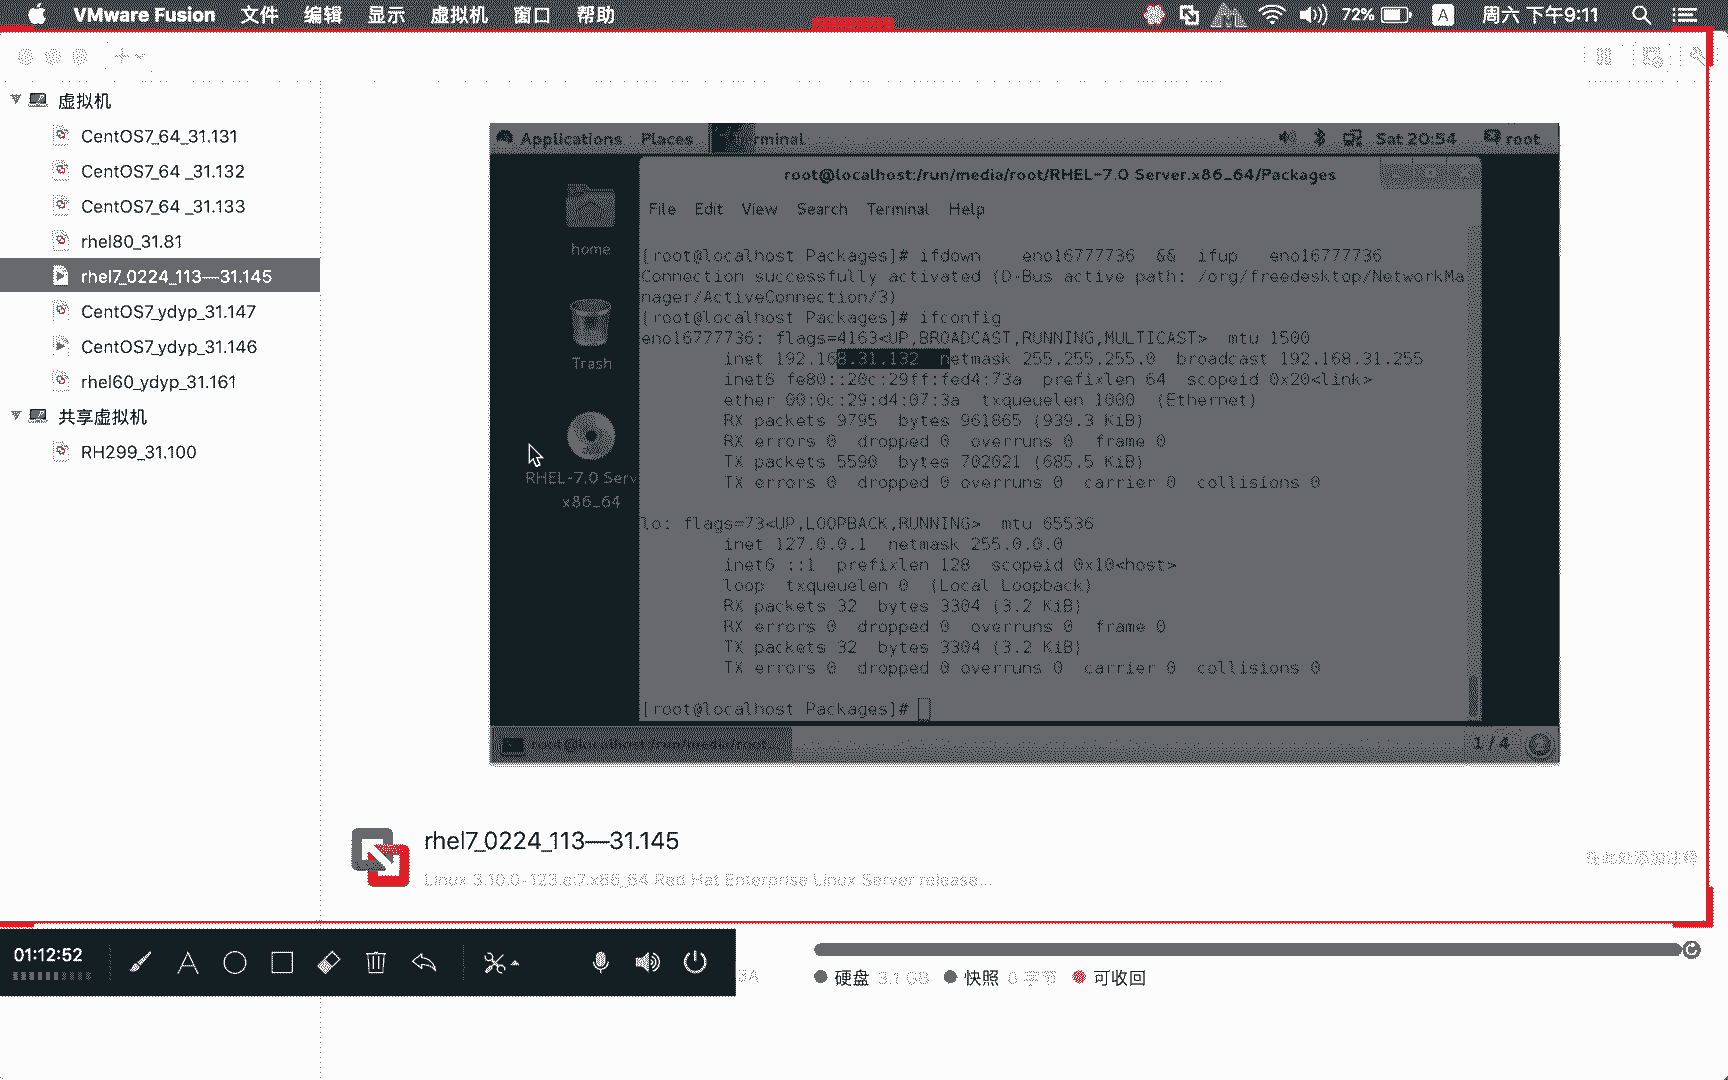 VMware Fusion 文件 编辑 显示 虚拟机 窗口 帮助 72% A 周六 下午9:11
虚拟机
CentOS7_64_31.131
CentOS7_64 _31.132
CentOS7_64 _31.133
rhel80_31.81
rhel7_0224_113—31.145
CentOS7_ydyp_31.147
CentOS7_ydyp_31.146
rhel60_ydyp_31.161
共享虚拟机
RH299_31.100
Applications Places Sat 20:54 root
home
Trash
RHEL-7.0 Serv
x86_64
root@localhost:/run/media/root/RHEL-7.0 Server.x86_64/Packages
File Edit View Search Terminal Help
[root@localhost Packages]# ifdown eno16777736 && ifup eno16777736
Connection successfully activated (D-Bus active path: /org/freedesktop/NetworkMa
nager/ActiveConnection/3)
[root@localhost Packages]# ifconfig
eno16777736: flags=4163<UP,BROADCAST,RUNNING,MULTICAST> mtu 1500
inet 192.168.31.132 netmask 255.255.255.0 broadcast 192.168.31.255
inet6 fe80::20c:29ff:fed4:73a prefixlen 64 scopeid 0x20<link>
ether 00:0c:29:d4:07:3a txqueuelen 1000 (Ethernet)
RX packets 9795 bytes 961865 (939.3 KiB)
RX errors 0 dropped 0 overruns 0 frame 0
TX packets 5590 bytes 702021 (685.5 KiB)
TX errors 0 dropped 0 overruns 0 carrier 0 collisions 0
lo: flags=73<UP,LOOPBACK,RUNNING> mtu 65536
inet 127.0.0.1 netmask 255.0.0.0
inet6 ::1 prefixlen 128 scopeid 0x10<host>
loop txqueuelen 0 (Local Loopback)
RX packets 32 bytes 3304 (3.2 KiB)
RX errors 0 dropped 0 overruns 0 frame 0
TX packets 32 bytes 3304 (3.2 KiB)
TX errors 0 dropped 0 overruns 0 carrier 0 collisions 0
[root@localhost Packages]#
root@localhost:/run/media/root... 1 / 4
rhel7_0224_113—31.145
Linux 3.10.0-123.el7.x86_64 Red Hat Enterprise Linux Server release...
01:12:52
3A
硬盘 3.1 GB 快照 0 字节 可收回